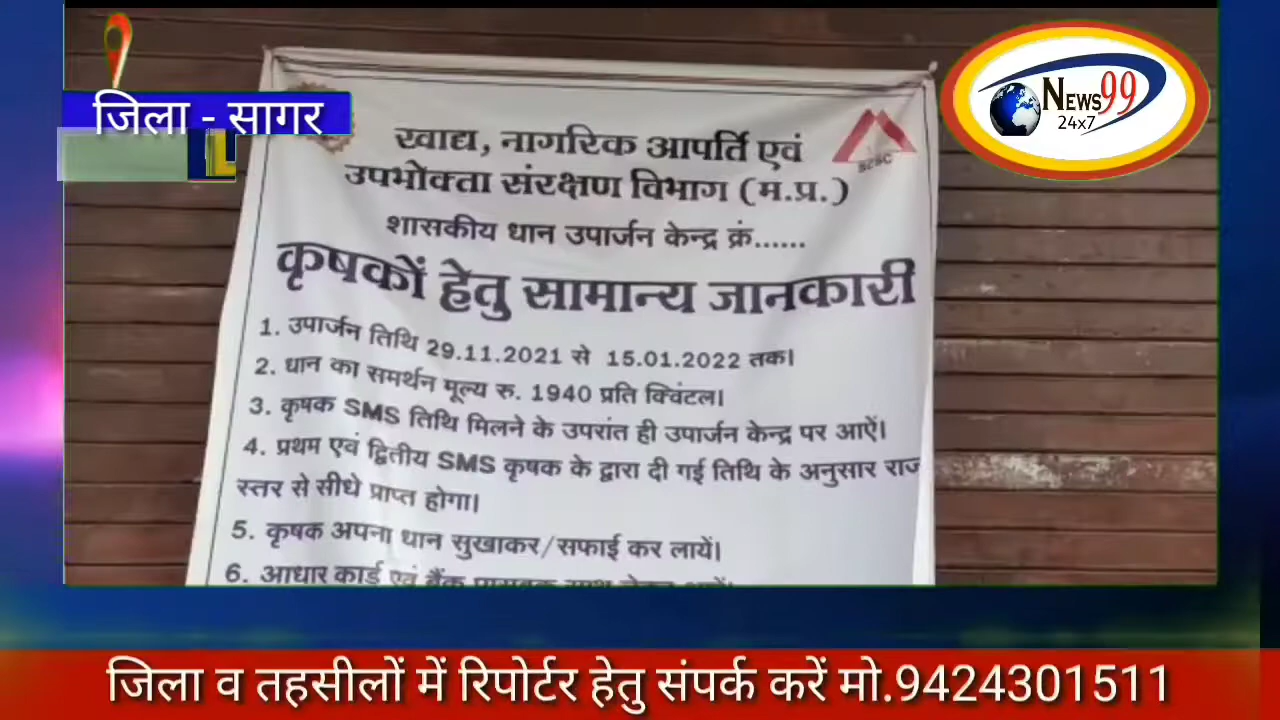 जिला - सागर
NEWS 99
24x7
खाद्य, नागरिक आपर्ति एवं
उपभोक्ता संरक्षण विभाग (म.प्र.)
शासकीय धान उपार्जन केन्द्र क्रं......
कृषकों हेतु सामान्य जानकारी
1. उपार्जन तिथि 29.11.2021 से 15.01.2022 तक।
2. धान का समर्थन मूल्य रु. 1940 प्रति क्विंटल।
3. कृषक SMS तिथि मिलने के उपरांत ही उपार्जन केन्द्र पर आऐं।
4. प्रथम एवं द्वितीय SMS कृषक के द्वारा दी गई तिथि के अनुसार राज
स्तर से सीधे प्राप्त होगा।
5. कृषक अपना धान सुखाकर/सफाई कर लायें।
6. आधार कार्ड एवं बैंक
जिला व तहसीलों में रिपोर्टर हेतु संपर्क करें मो.9424301511